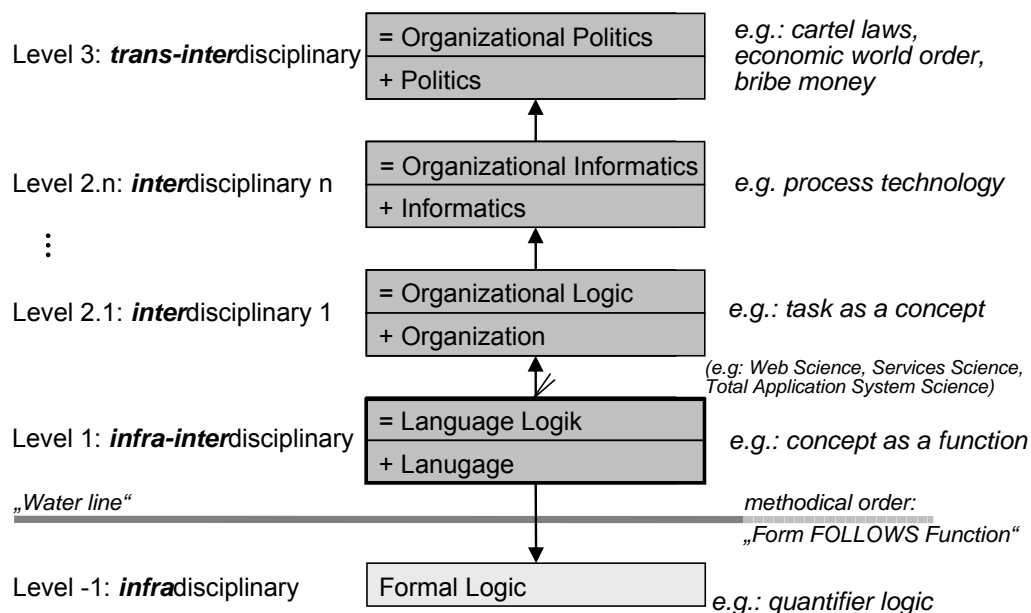 Level 3: trans-interdisciplinary
= Organizational Politics
+ Politics
e.g.: cartel laws,
economic world order,
bribe money
Level 2.n: interdisciplinary n
= Organizational Informatics
+ Informatics
e.g. process technology
⋮
Level 2.1: interdisciplinary 1
= Organizational Logic
+ Organization
e.g.: task as a concept
(e.g: Web Science, Services Science,
Total Application System Science)
Level 1: infra-interdisciplinary
= Language Logik
+ Lanugage
e.g.: concept as a function
„Water line“
methodical order:
„Form FOLLOWS Function“
Level -1: infradisciplinary
Formal Logic
e.g.: quantifier logic